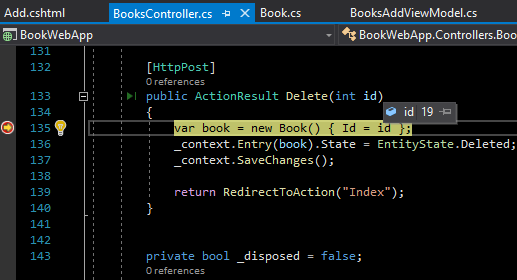 Add.cshtml BooksController.cs Book.cs BooksAddViewModel.cs
BookWebApp BookWebApp.Controllers.Boo
131
132 [HttpPost]
0 references
133 public ActionResult Delete(int id)
134 {
id 19
135 var book = new Book() { Id = id };
136 _context.Entry(book).State = EntityState.Deleted;
137 _context.SaveChanges();
138
139 return RedirectToAction("Index");
140 }
141
142
143 private bool _disposed = false;
0 references